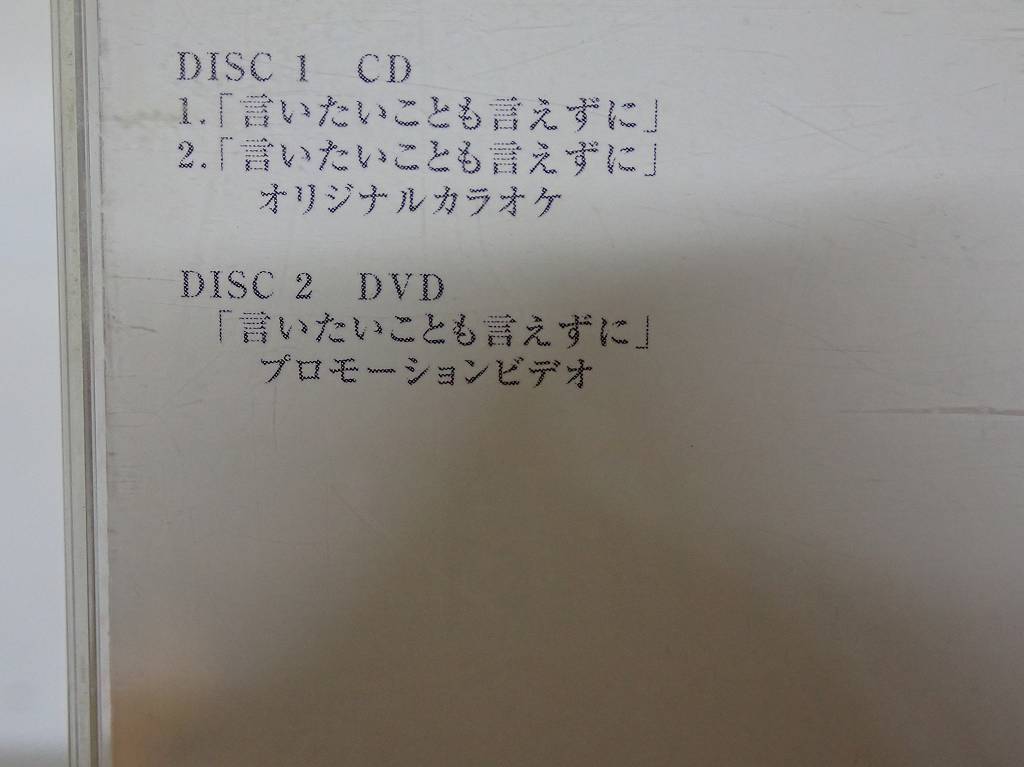 DISC 1　CD
1.「言いたいことも言えずに」
2.「言いたいことも言えずに」
オリジナルカラオケ
DISC 2　DVD
「言いたいことも言えずに」
プロモーションビデオ